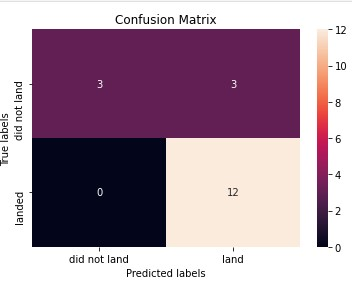 Confusion Matrix
True labels
did not land
landed
3
3
0
12
did not land
land
Predicted labels
12
10
8
6
4
2
0